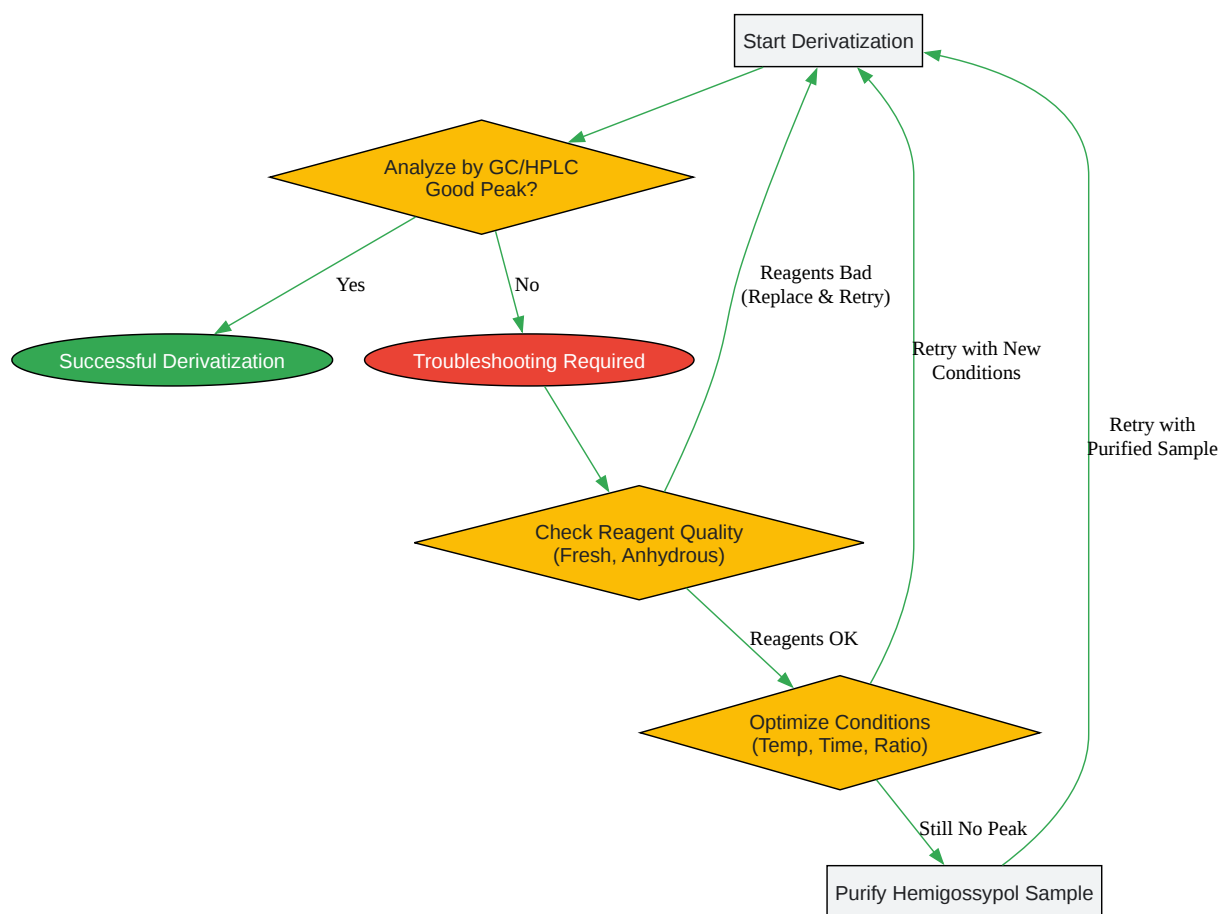 Start Derivatization
Analyze by GC/HPLC
Good Peak?
Reagents Bad
(Replace & Retry)
Yes
No
Retry with New
Conditions
Successful Derivatization
Troubleshooting Required
Retry with
Purified Sample
Check Reagent Quality
(Fresh, Anhydrous)
Reagents OK
Optimize Conditions
(Temp, Time, Ratio)
Still No Peak
Purify Hemigossypol Sample